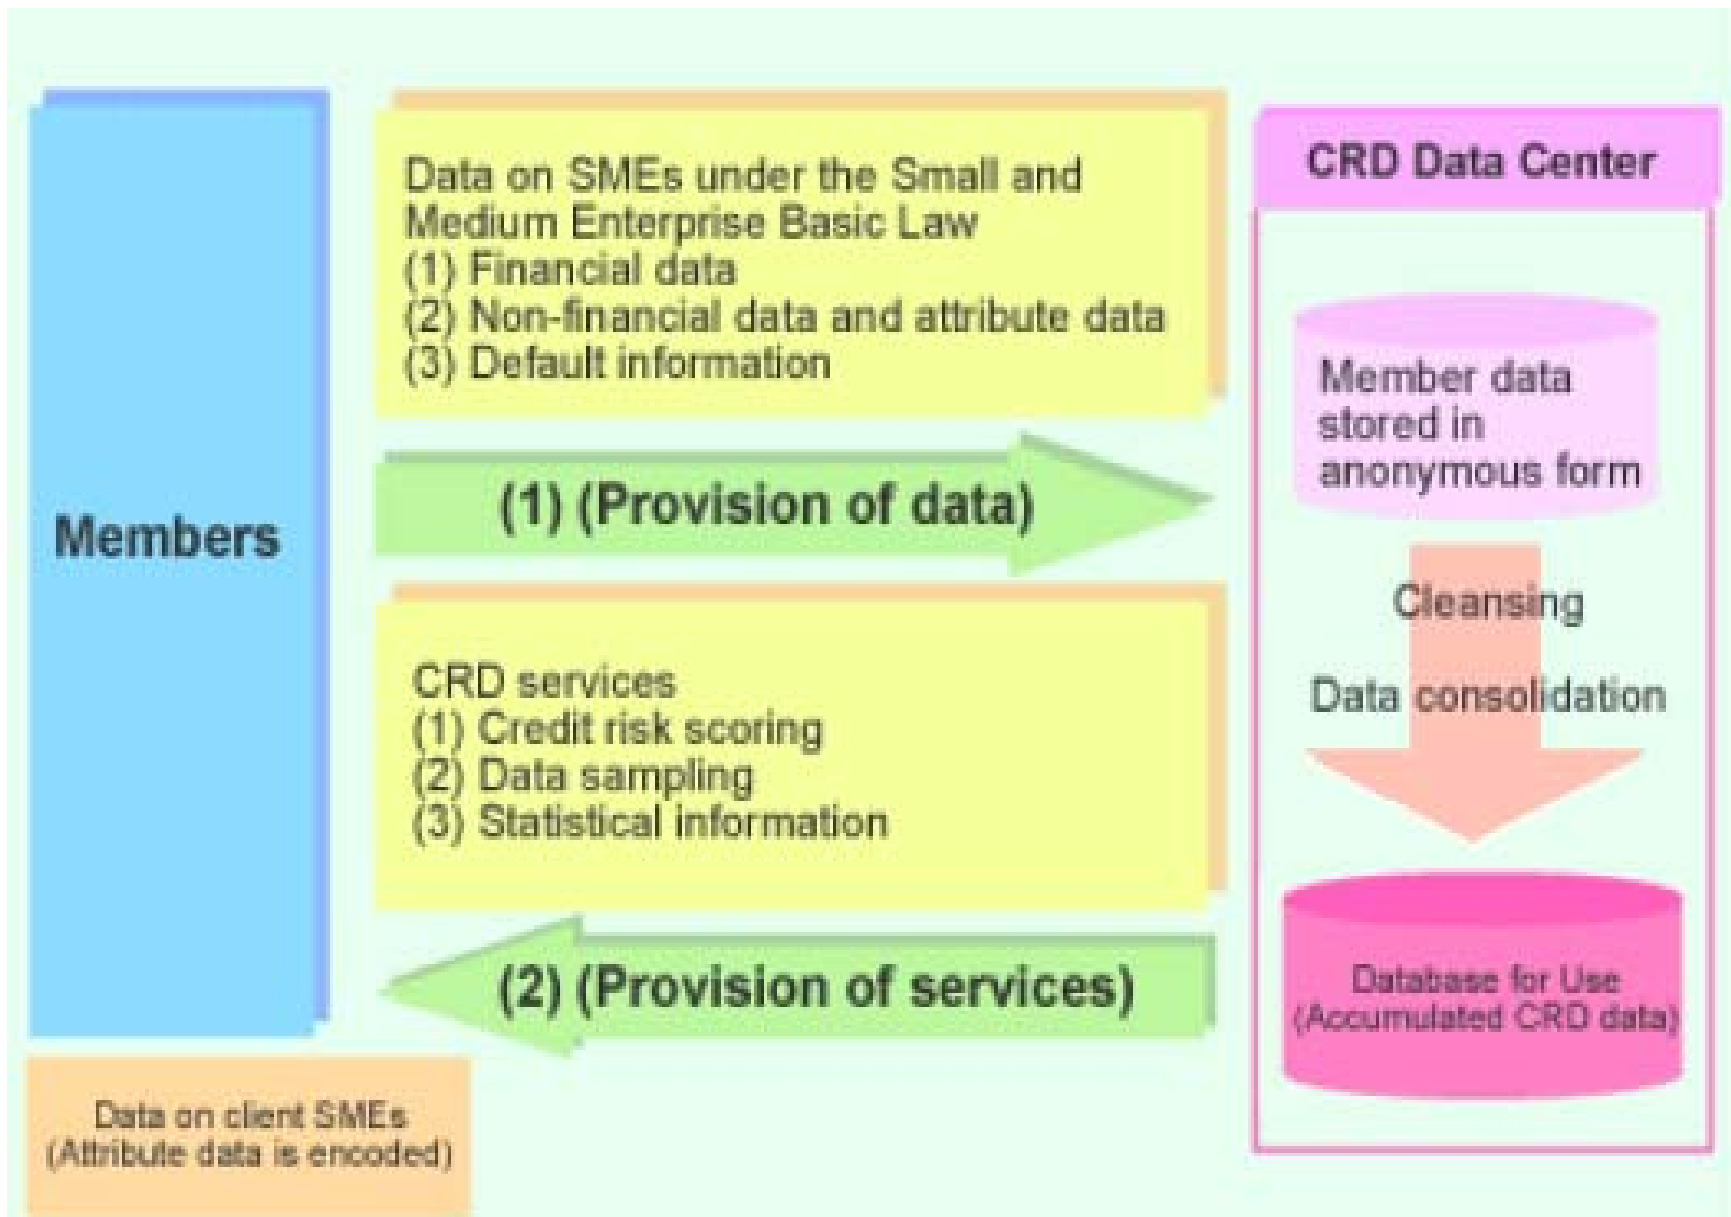 Members
Data on client SMEs
(Attribute data is encoded)
Data on SMEs under the Small and
Medium Enterprise Basic Law
(1) Financial data
(2) Non-financial data and attribute data
(3) Default information
(1) (Provision of data)
CRD services
(1) Credit risk scoring
(2) Data sampling
(3) Statistical information
(2) (Provision of services)
CRD Data Center
Member data
stored in
anonymous form
Cleansing
Data consolidation
Database for Use
(Accumulated CRD data)